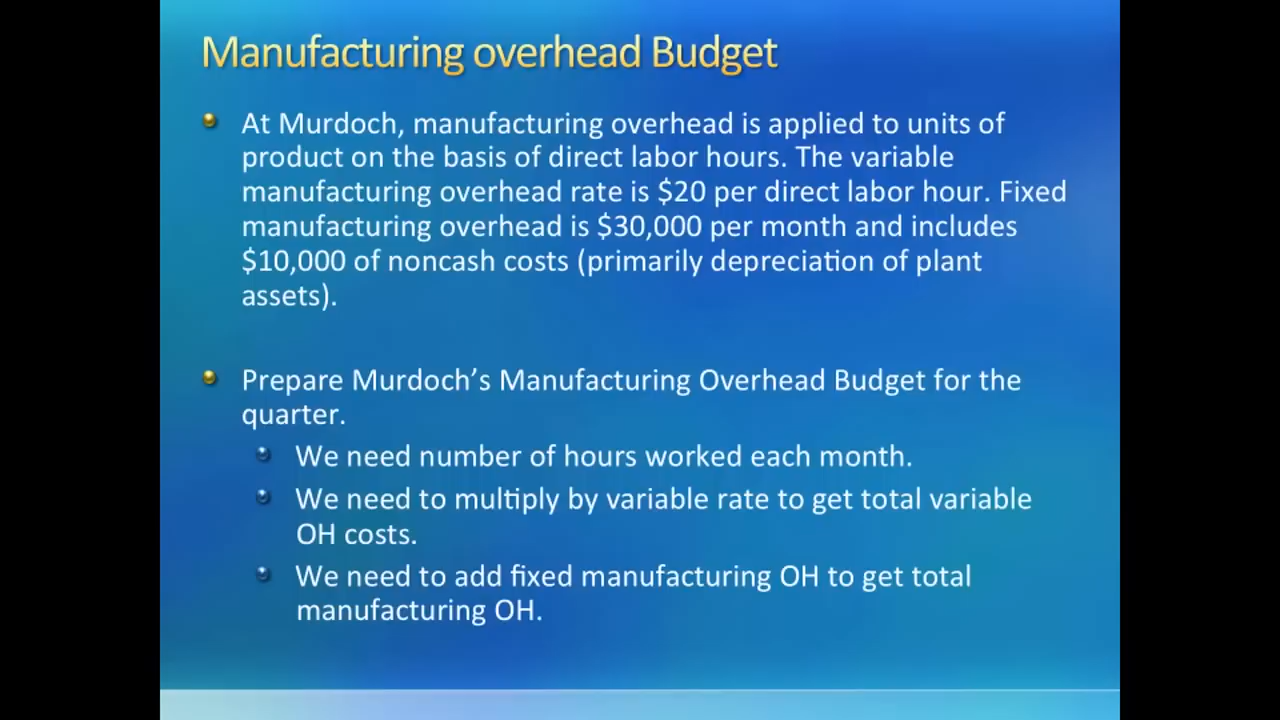 Manufacturing overhead Budget
At Murdoch, manufacturing overhead is applied to units of
product on the basis of direct labor hours. The variable
manufacturing overhead rate is $20 per direct labor hour. Fixed
manufacturing overhead is $30,000 per month and includes
$10,000 of noncash costs (primarily depreciation of plant
assets).
Prepare Murdoch’s Manufacturing Overhead Budget for the
quarter.
We need number of hours worked each month.
We need to multiply by variable rate to get total variable
OH costs.
We need to add fixed manufacturing OH to get total
manufacturing OH.